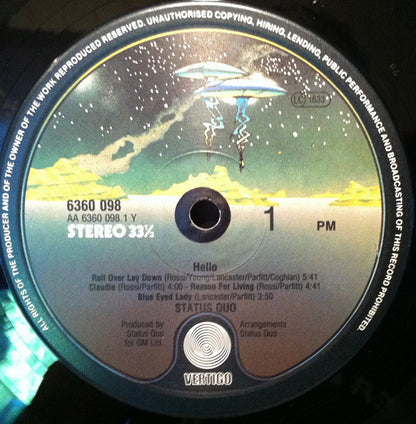 ALL RIGHTS OF THE PRODUCER AND OF THE OWNER OF THE WORK REPRODUCED RESERVED. UNAUTHORISED COPYING, HIRING, LENDING, PUBLIC PERFORMANCE AND BROADCASTING OF THIS RECORD PROHIBITED.
LC 1633
6360 098
AA 6360 098.1 Y
STEREO 33⅓
1
PM
Hello
Roll Over Lay Down (Rossi/Young/Lancaster/Parfitt/Coghlan) 5:41
Claudie (Rossi/Parfitt) 4:00 - Reason For Living (Rossi/Parfitt) 4:41
Blue Eyed Lady (Lancaster/Parfitt) 3:50
STATUS QUO
Produced by
Status Quo
for GM Ltd.
Arrangements
Status Quo
VERTIGO